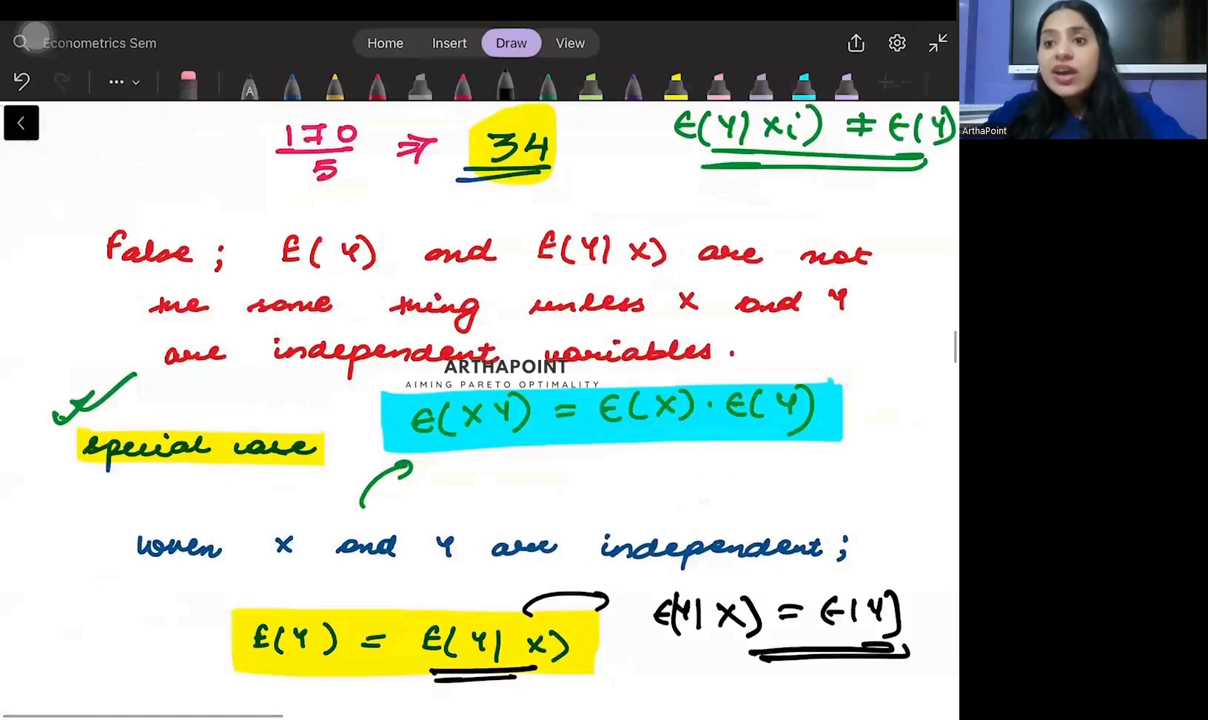 Econometrics Sem
Home Insert Draw View
ArthaPoint
170/5 ⇒ 34
E(Y| Xi) ≠ E(Y)
False ; E( Y) and E(Y| X) are not
the same thing unless X and Y
are independent variables .
ARTHAPOINT
AIMING PARETO OPTIMALITY
E(XY) = E(X) · E(Y)
special case
when X and Y are independent ;
E(Y) = E(Y| X)
E(Y| X) = E(Y)